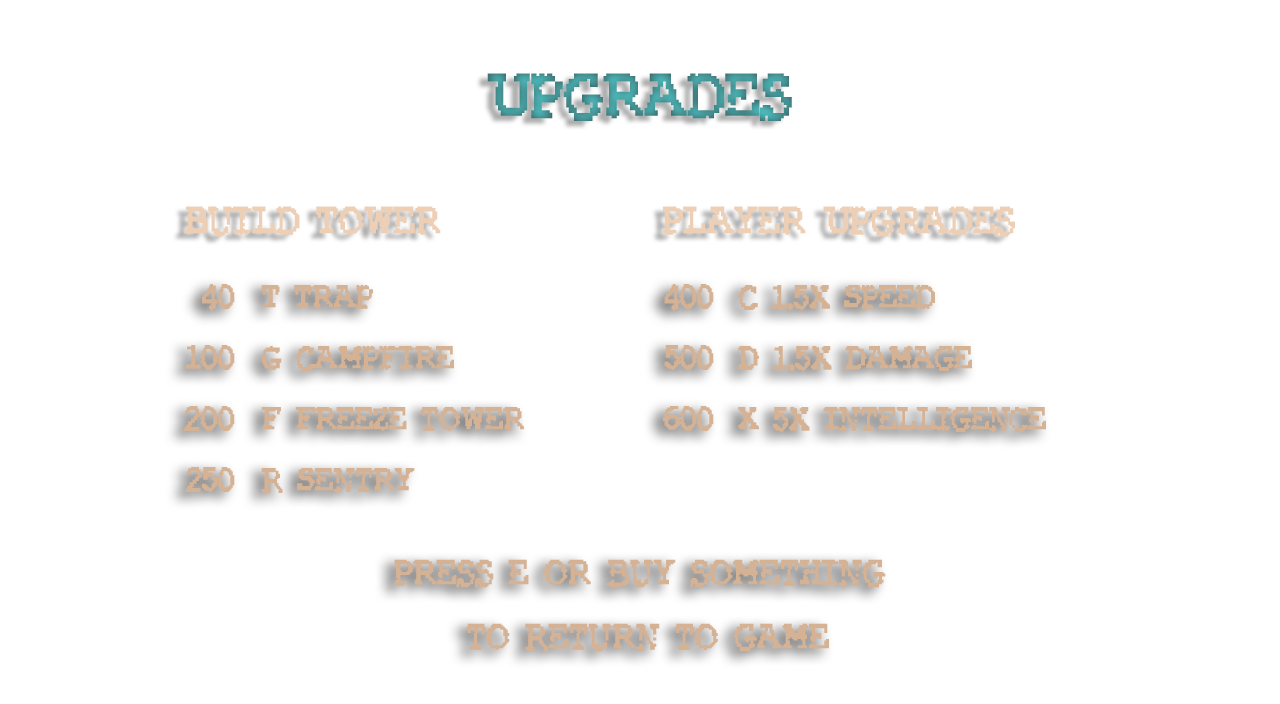 UPGRADES
BUILD TOWER
40 T TRAP
100 G CAMPFIRE
200 F FREEZE TOWER
250 R SENTRY
PLAYER UPGRADES
400 C 1.5X SPEED
500 D 1.5X DAMAGE
600 X 5X INTELLIGENCE
PRESS E OR BUY SOMETHING
TO RETURN TO GAME